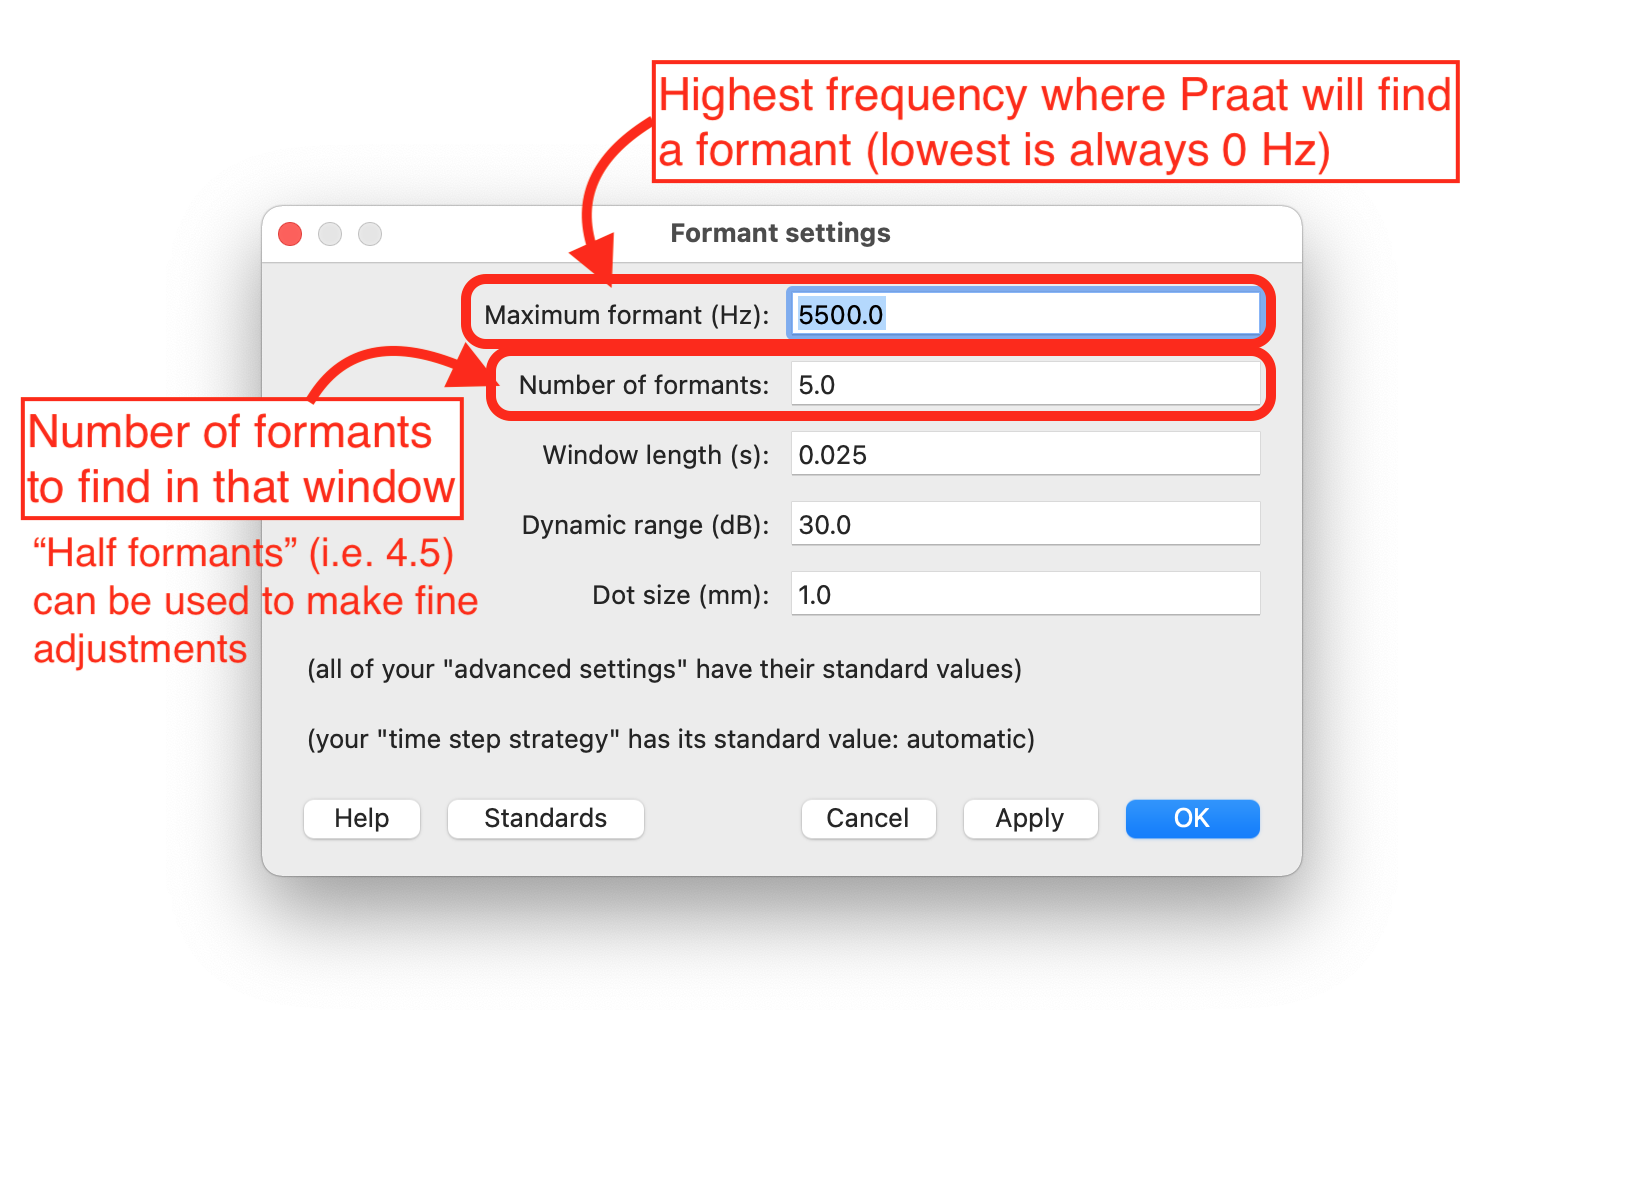 Highest frequency where Praat will find
a formant (lowest is always 0 Hz)
Formant settings
Maximum formant (Hz): 5500.0
Number of formants: 5.0
Number of formants
to find in that window
Window length (s): 0.025
“Half formants” (i.e. 4.5)
can be used to make fine
adjustments
Dynamic range (dB): 30.0
Dot size (mm): 1.0
(all of your "advanced settings" have their standard values)
(your "time step strategy" has its standard value: automatic)
Help Standards Cancel Apply OK